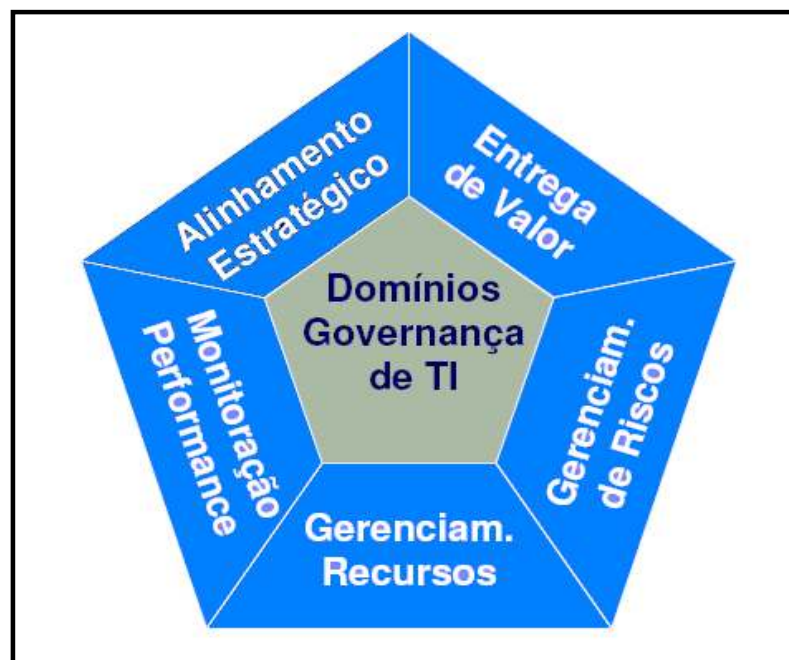 Alinhamento
Estratégico
Entrega
de Valor
Domínios
Governança
de TI
Monitoração
Performance
Gerenciam.
de Riscos
Gerenciam.
Recursos